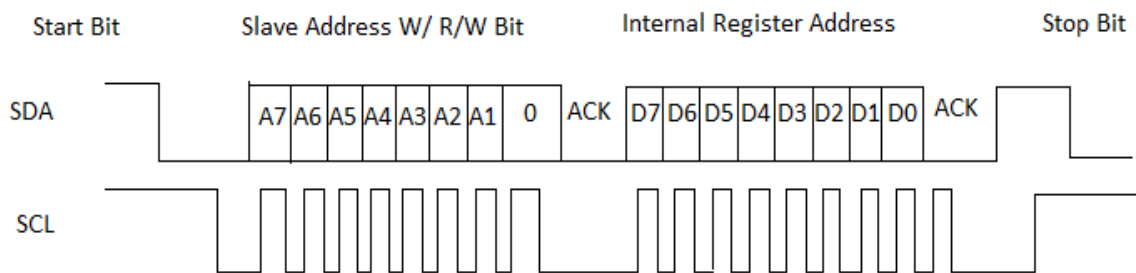 Start Bit Slave Address W/ R/W Bit Internal Register Address Stop Bit
SDA A7 A6 A5 A4 A3 A2 A1 0 ACK D7 D6 D5 D4 D3 D2 D1 D0 ACK
SCL